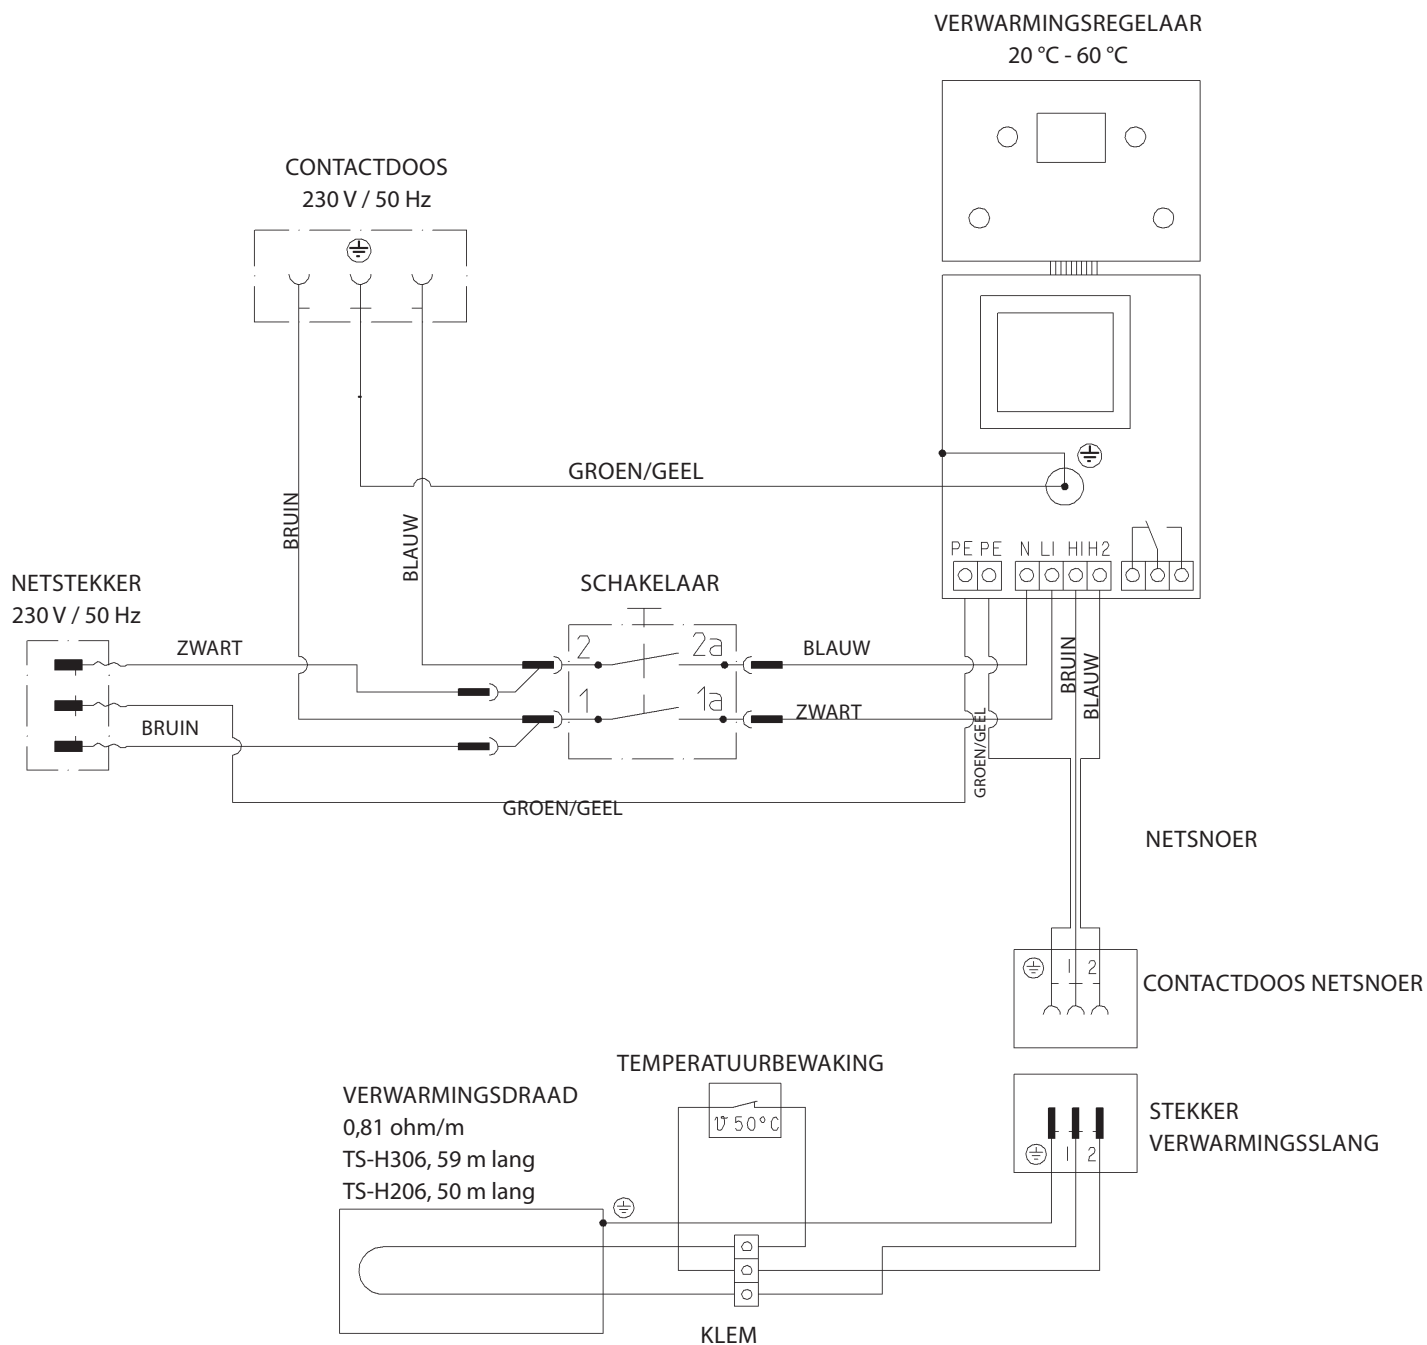 VERWARMINGSREGELAAR
20 °C - 60 °C
CONTACTDOOS
230 V / 50 Hz
GROEN/GEEL
BRUIN
BLAUW
PE PE N L1 H1 H2
NETSTEKKER
230 V / 50 Hz
SCHAKELAAR
ZWART
2 2a
BLAUW
BRUIN
BLAUW
1 1a
ZWART
BRUIN
GROEN/GEEL
GROEN/GEEL
NETSNOER
1 2
CONTACTDOOS NETSNOER
TEMPERATUURBEWAKING
VERWARMINGSDRAAD
0,81 ohm/m
TS-H306, 59 m lang
TS-H206, 50 m lang
ϑ 50°C
STEKKER
VERWARMINGSSLANG
1 2
KLEM